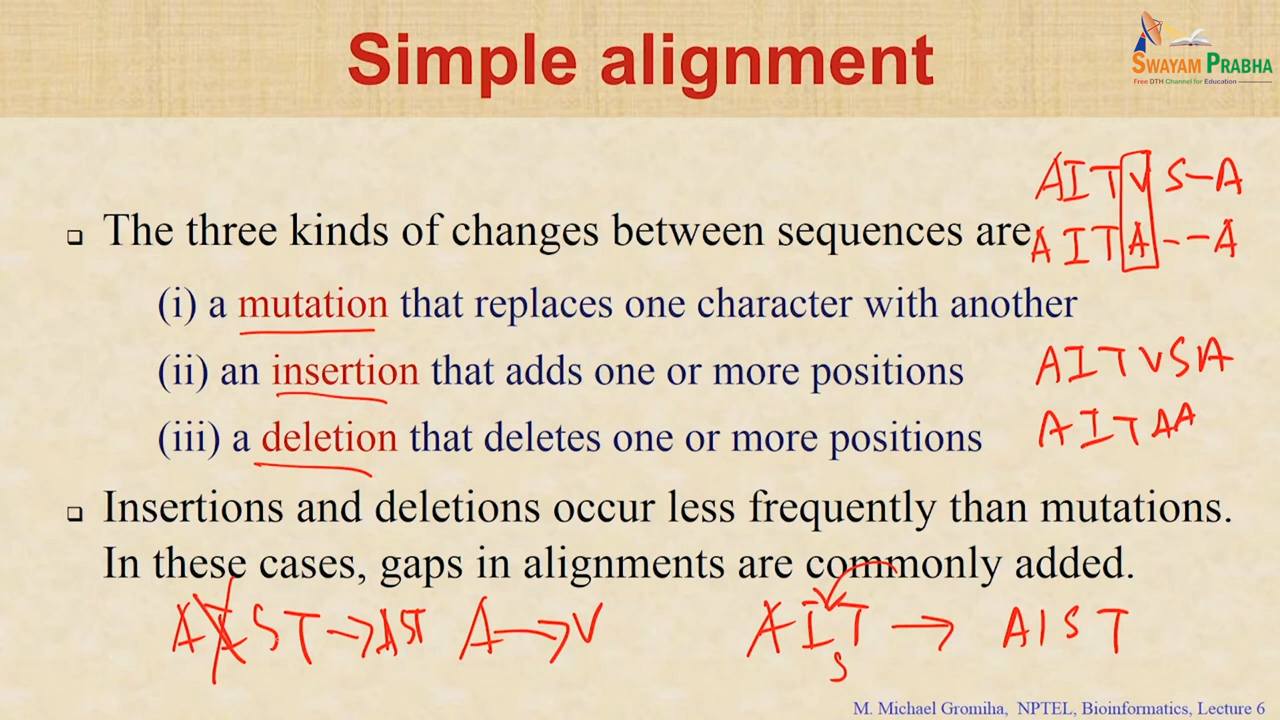 Simple alignment
SWAYAM PRABHA
Free DTH Channel for Education
AITVS-A
The three kinds of changes between sequences are
AITA--A
(i) a mutation that replaces one character with another
(ii) an insertion that adds one or more positions
AITVSA
(iii) a deletion that deletes one or more positions
AITAA
Insertions and deletions occur less frequently than mutations.
In these cases, gaps in alignments are commonly added.
AIST → AST A → V AIT → AIST
S
M. Michael Gromiha, NPTEL, Bioinformatics, Lecture 6